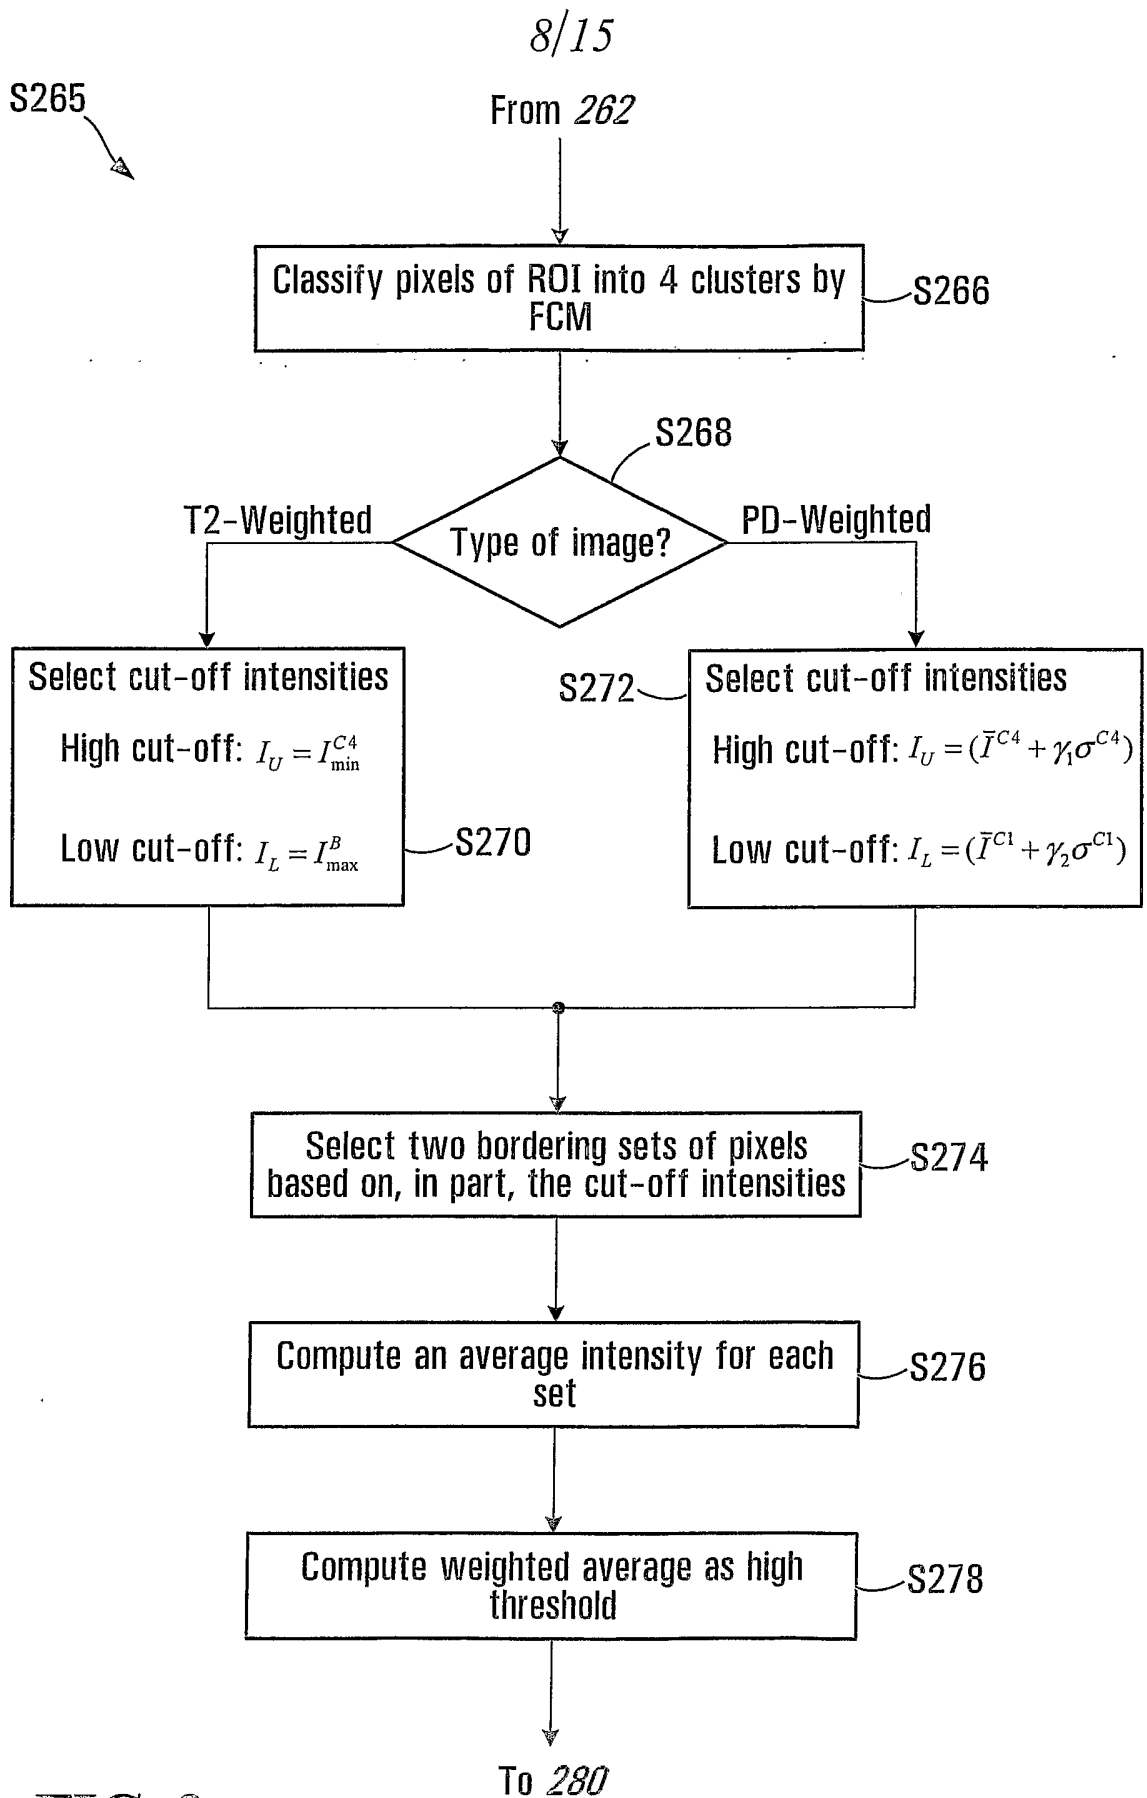 8/15
S265
From 262
Classify pixels of ROI into 4 clusters by
FCM
S266
S268
T2-Weighted
Type of image?
PD-Weighted
Select cut-off intensities
High cut-off: I_U = I_min^C4
Low cut-off: I_L = I_max^B
S270
S272
Select cut-off intensities
High cut-off: I_U = (Ī^C4 + γ₁σ^C4)
Low cut-off: I_L = (Ī^C1 + γ₂σ^C1)
Select two bordering sets of pixels
based on, in part, the cut-off intensities
S274
Compute an average intensity for each
set
S276
Compute weighted average as high
threshold
S278
To 280